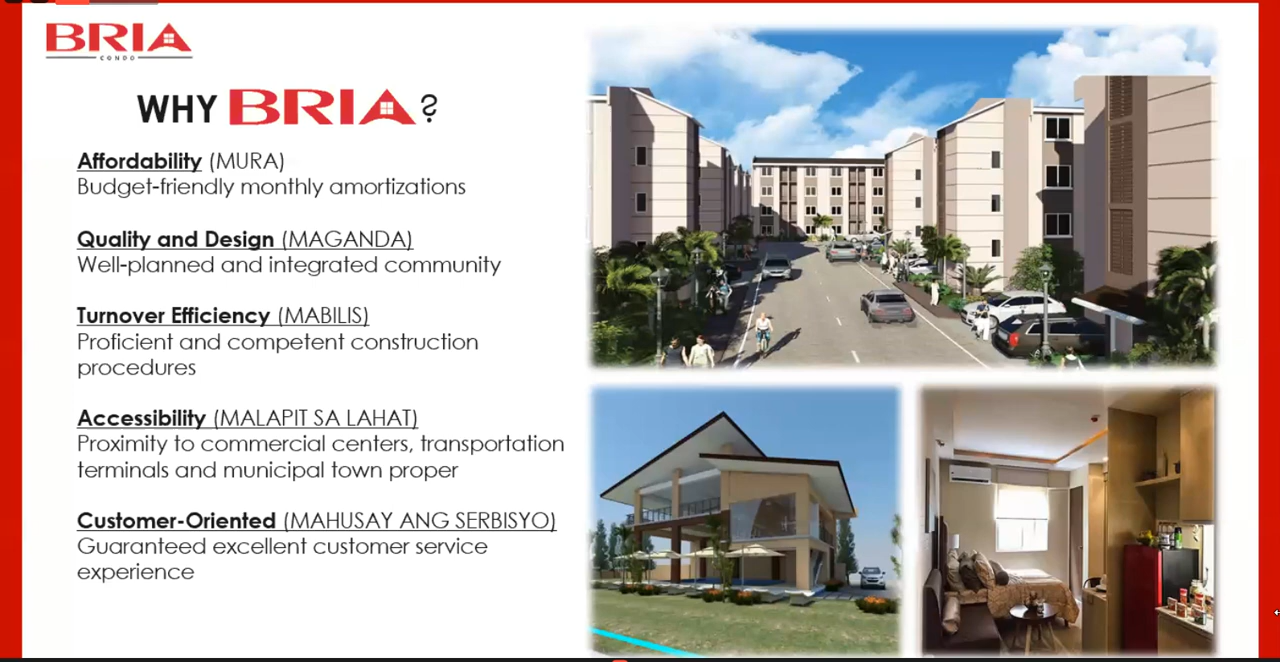 BRIA
CONDO
WHY BRIA?
Affordability (MURA)
Budget-friendly monthly amortizations
Quality and Design (MAGANDA)
Well-planned and integrated community
Turnover Efficiency (MABILIS)
Proficient and competent construction
procedures
Accessibility (MALAPIT SA LAHAT)
Proximity to commercial centers, transportation
terminals and municipal town proper
Customer-Oriented (MAHUSAY ANG SERBISYO)
Guaranteed excellent customer service
experience